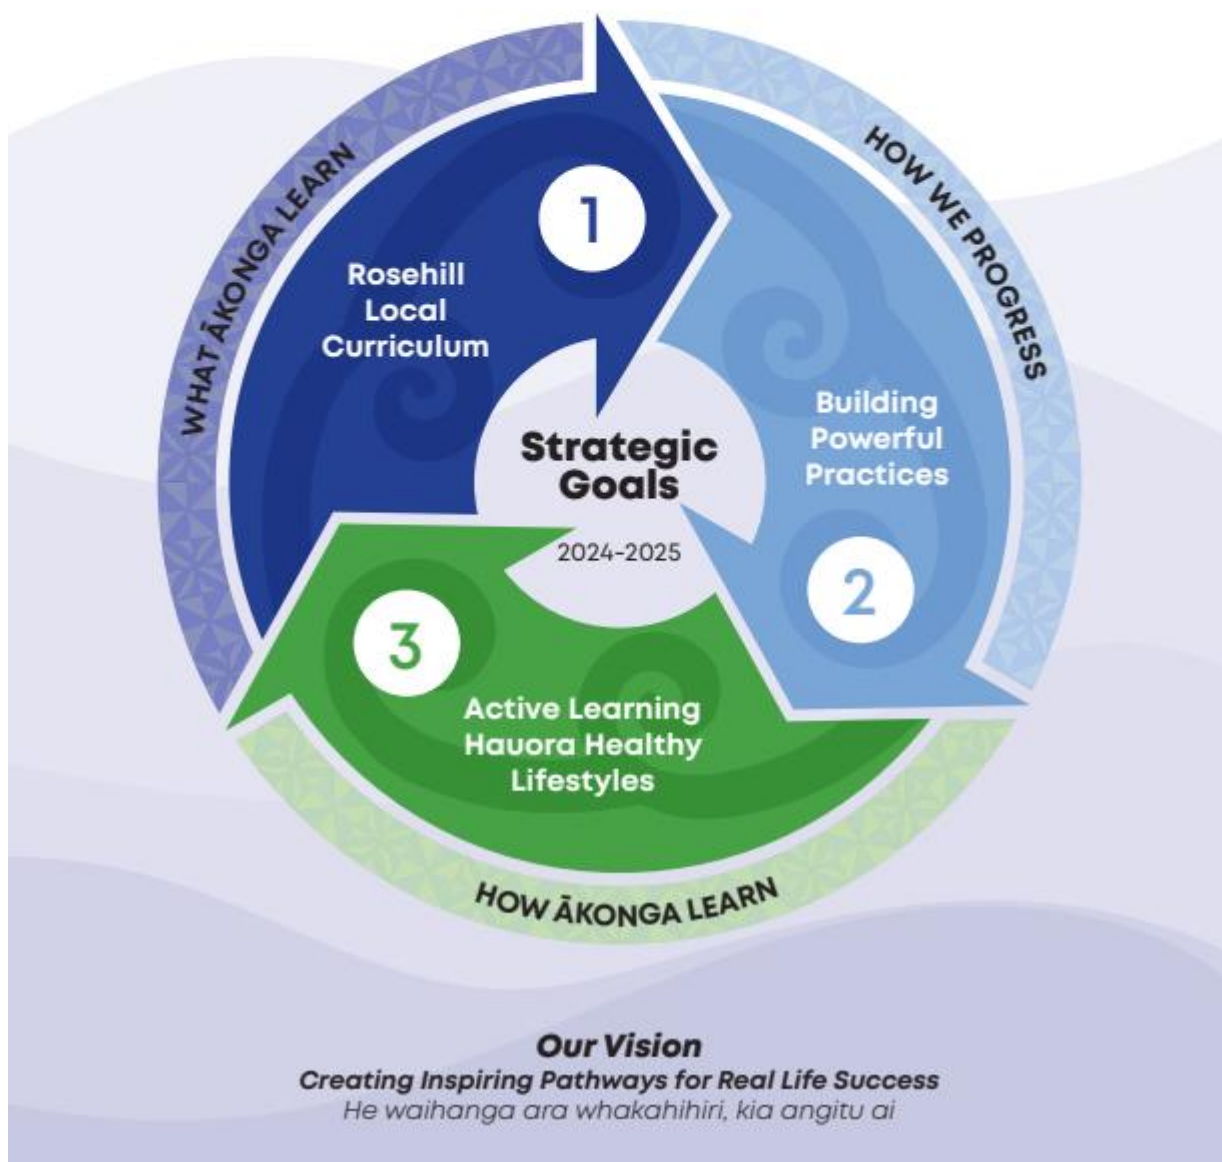 WHAT ĀKONGA LEARN
1
Rosehill
Local
Curriculum
HOW WE PROGRESS
Building
Powerful
Practices
2
Strategic
Goals
2024-2025
3
Active Learning
Hauora Healthy
Lifestyles
HOW ĀKONGA LEARN
Our Vision
Creating Inspiring Pathways for Real Life Success
He waihanga ara whakahihiri, kia angitu ai